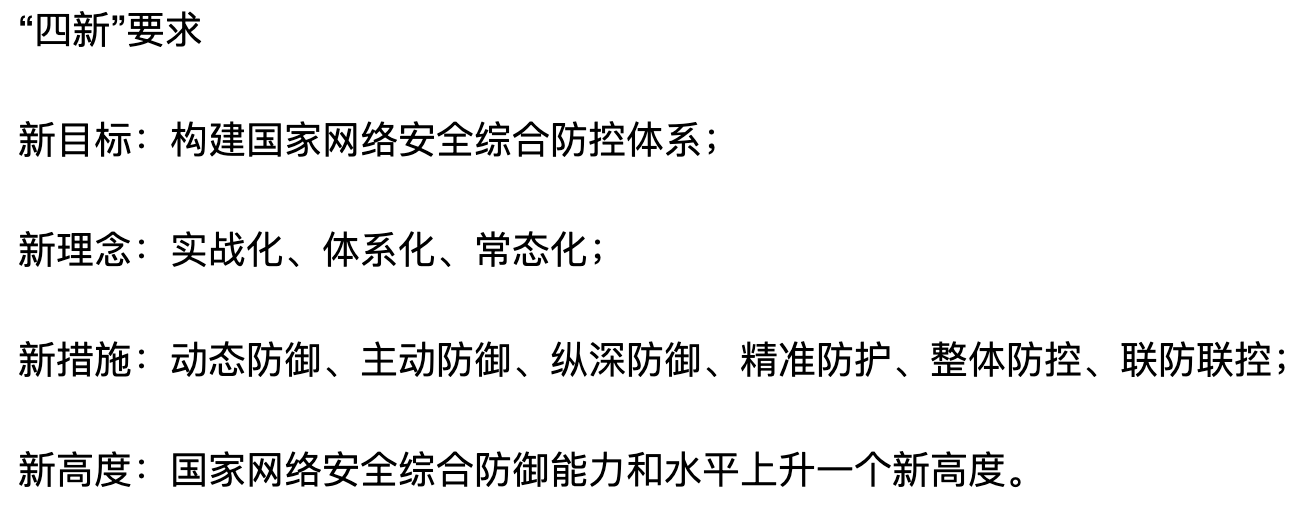 “四新”要求
新目标：构建国家网络安全综合防控体系；
新理念：实战化、体系化、常态化；
新措施：动态防御、主动防御、纵深防御、精准防护、整体防控、联防联控；
新高度：国家网络安全综合防御能力和水平上升一个新高度。